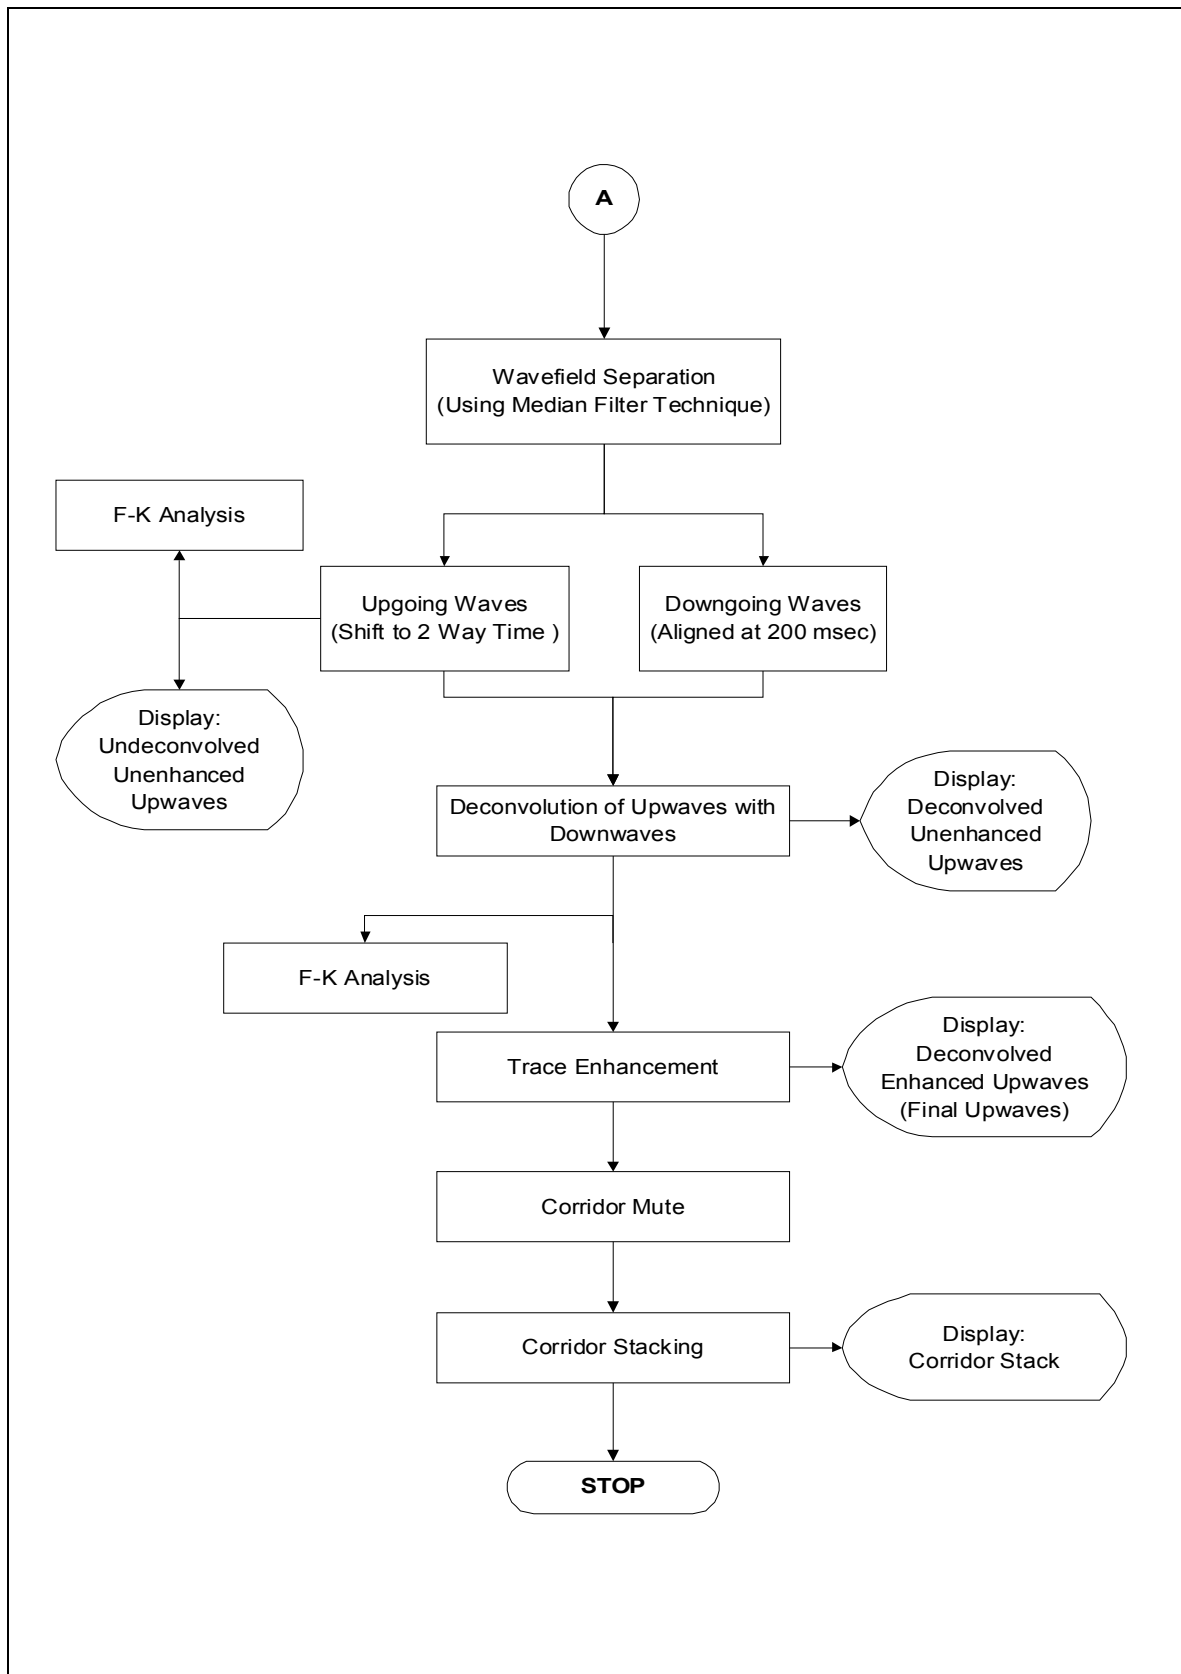 A
Wavefield Separation
(Using Median Filter Technique)
F-K Analysis
Upgoing Waves
(Shift to 2 Way Time )
Downgoing Waves
(Aligned at 200 msec)
Display:
Undeconvolved
Unenhanced
Upwaves
Deconvolution of Upwaves with
Downwaves
Display:
Deconvolved
Unenhanced
Upwaves
F-K Analysis
Trace Enhancement
Display:
Deconvolved
Enhanced Upwaves
(Final Upwaves)
Corridor Mute
Corridor Stacking
Display:
Corridor Stack
STOP